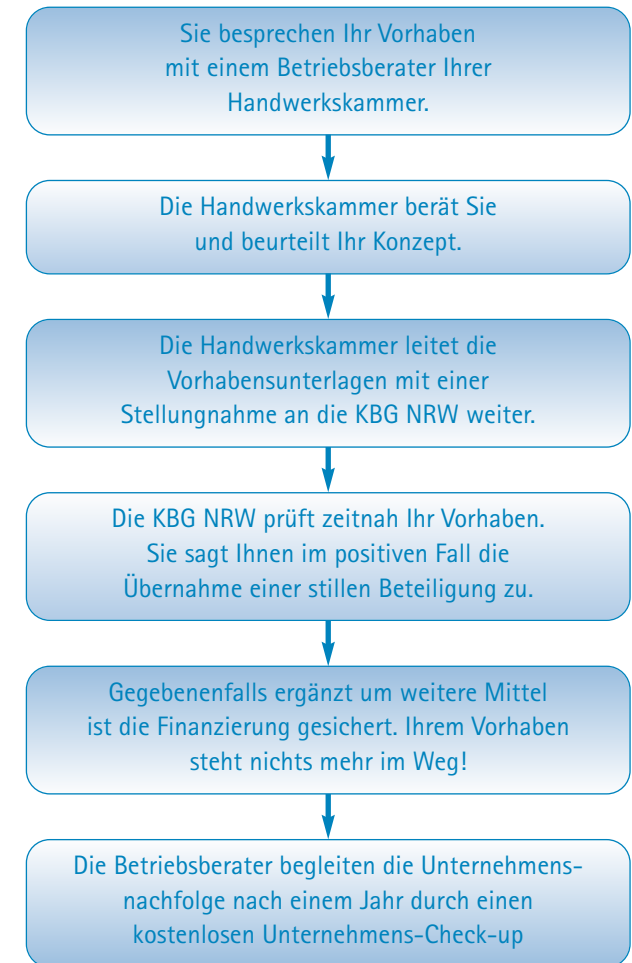 Sie besprechen Ihr Vorhaben
mit einem Betriebsberater Ihrer
Handwerkskammer.
Die Handwerkskammer berät Sie
und beurteilt Ihr Konzept.
Die Handwerkskammer leitet die
Vorhabensunterlagen mit einer
Stellungnahme an die KBG NRW weiter.
Die KBG NRW prüft zeitnah Ihr Vorhaben.
Sie sagt Ihnen im positiven Fall die
Übernahme einer stillen Beteiligung zu.
Gegebenenfalls ergänzt um weitere Mittel
ist die Finanzierung gesichert. Ihrem Vorhaben
steht nichts mehr im Weg!
Die Betriebsberater begleiten die Unternehmens-
nachfolge nach einem Jahr durch einen
kostenlosen Unternehmens-Check-up